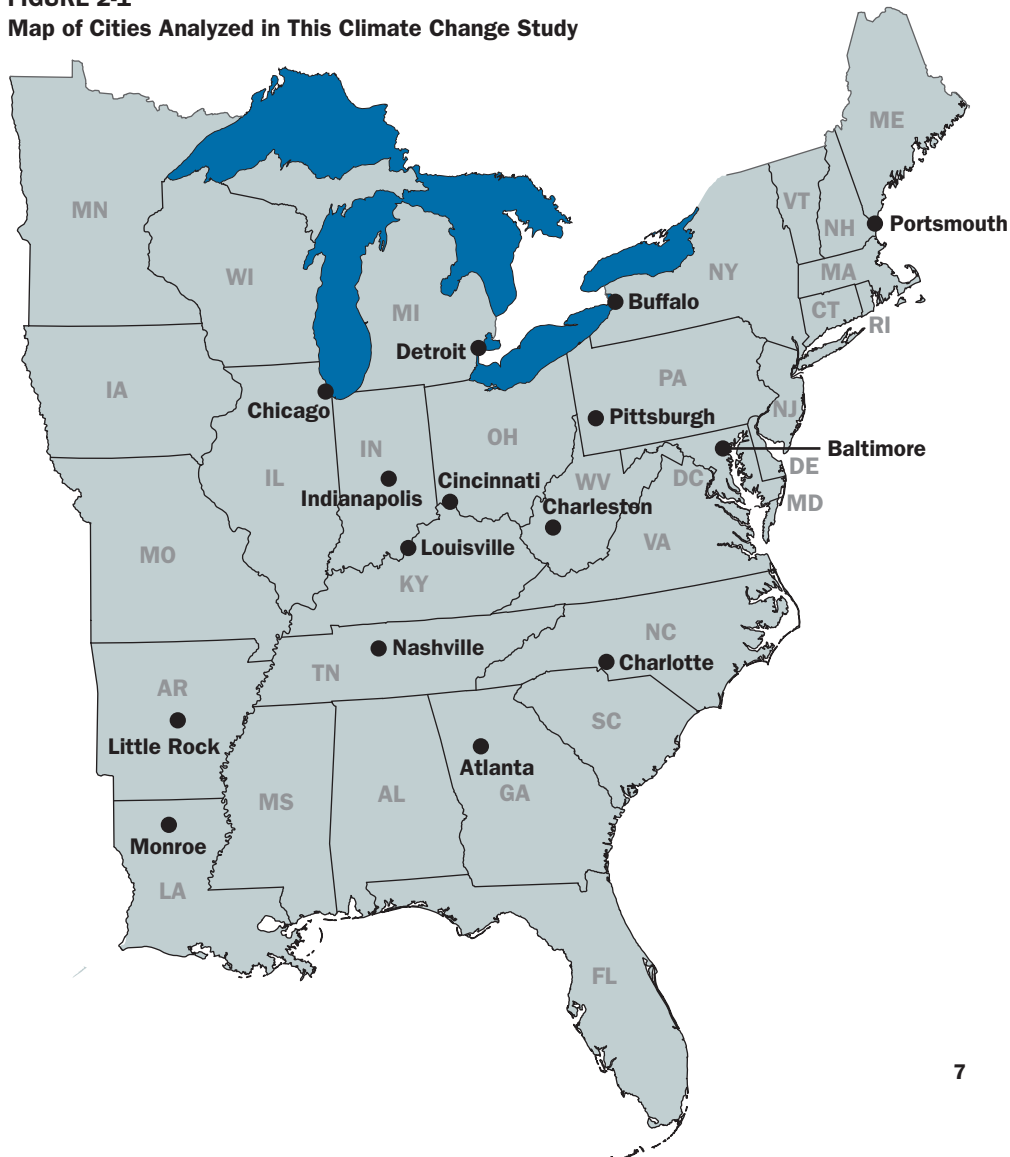 FIGURE 2-1
Map of Cities Analyzed in This Climate Change Study
ME
MN
VT
Portsmouth
NH
WI
NY
MA
MI
Buffalo
CT
RI
Detroit
IA
PA
Chicago
NJ
Pittsburgh
OH
IN
Baltimore
IL
Cincinnati
WV
DC
DE
Indianapolis
Charleston
MD
VA
Louisville
MO
KY
NC
Nashville
Charlotte
TN
AR
SC
Little Rock
Atlanta
MS
AL
GA
Monroe
LA
FL
7